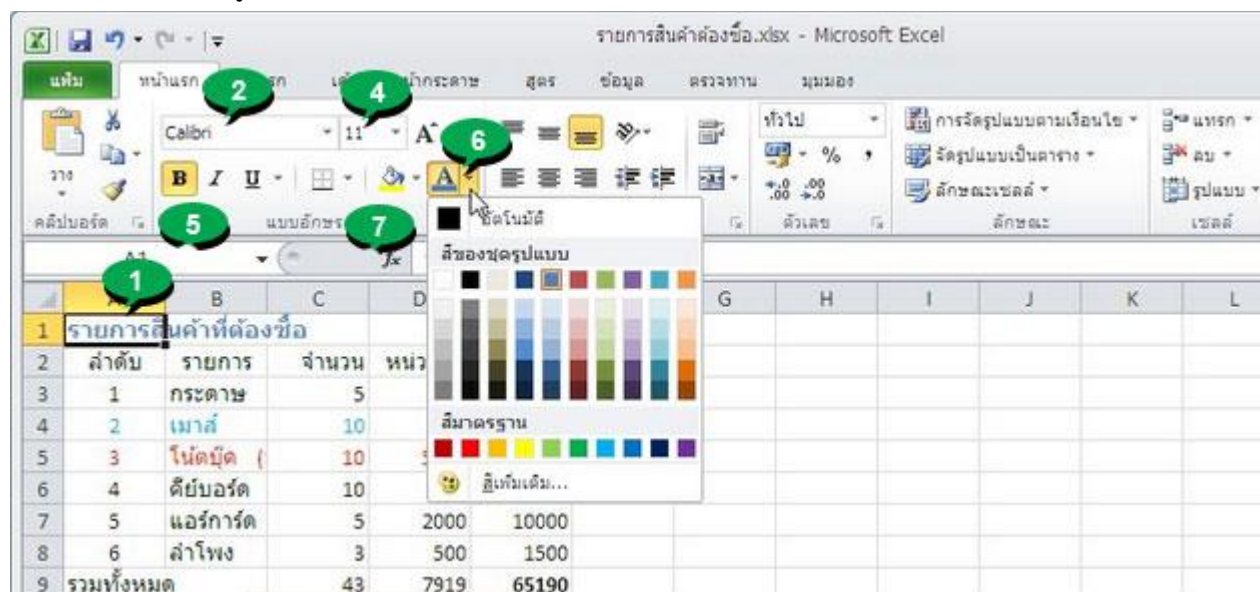 รายการสินค้าต้องซื้อ.xlsx - Microsoft Excel
แฟ้ม หน้าแรก สูตร ข้อมูล ตรวจทาน มุมมอง
2 4
Calibri 11 A ทั่วไป การจัดรูปแบบตามเงื่อนไข แทรก
6
วาง B I U A % , จัดรูปแบบเป็นตาราง ลบ
.0 .00 .00 .0 ลักษณะเซลล์ รูปแบบ
คลิปบอร์ด 5 แบบอักษร 7 อัตโนมัติ ตัวเลข ลักษณะ เซลล์
A1 fx สีของชุดรูปแบบ
1
B C D G H I J K L
1 รายการสินค้าที่ต้องซื้อ
2 ลำดับ รายการ จำนวน
3 1 กระดาษ 5
4 2 เมาส์ 10 สีมาตรฐาน
5 3 โน้ตบุ๊ค ( 10
6 4 คีย์บอร์ด 10 สีเพิ่มเติม...
7 5 แอร์การ์ด 5 2000 10000
8 6 ลำโพง 3 500 1500
9 รวมทั้งหมด 43 7919 65190